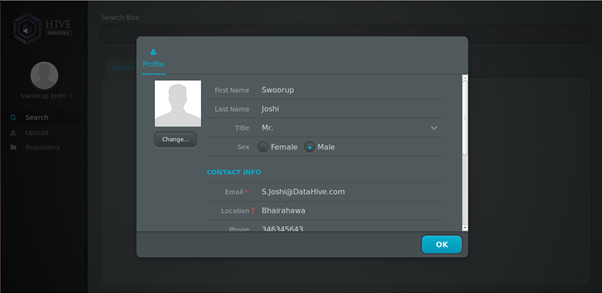 HIVE
Search Box
Profile
Swoorup Joshi
Search
Upload
Repository
Change...
First Name Swoorup
Last Name Joshi
Title Mr.
Sex Female Male
CONTACT INFO
Email * S.Joshi@DataHive.com
Location ! Bhairahawa
Phone 346345643
OK